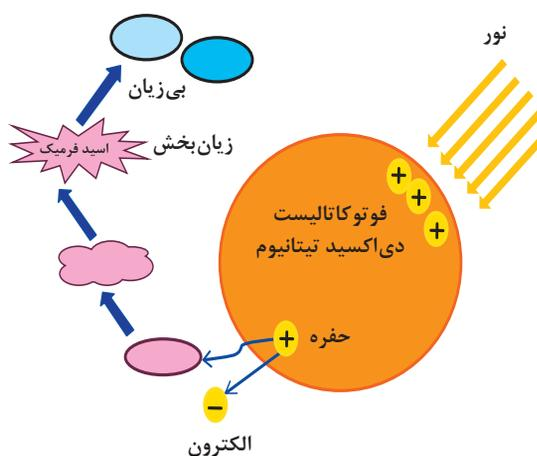 نور
بی‌زیان
زیان‌بخش
اسید فرمیک
فوتوکاتالیست
دی‌اکسید تیتانیوم
+
+
+
حفره
+
−
الکترون